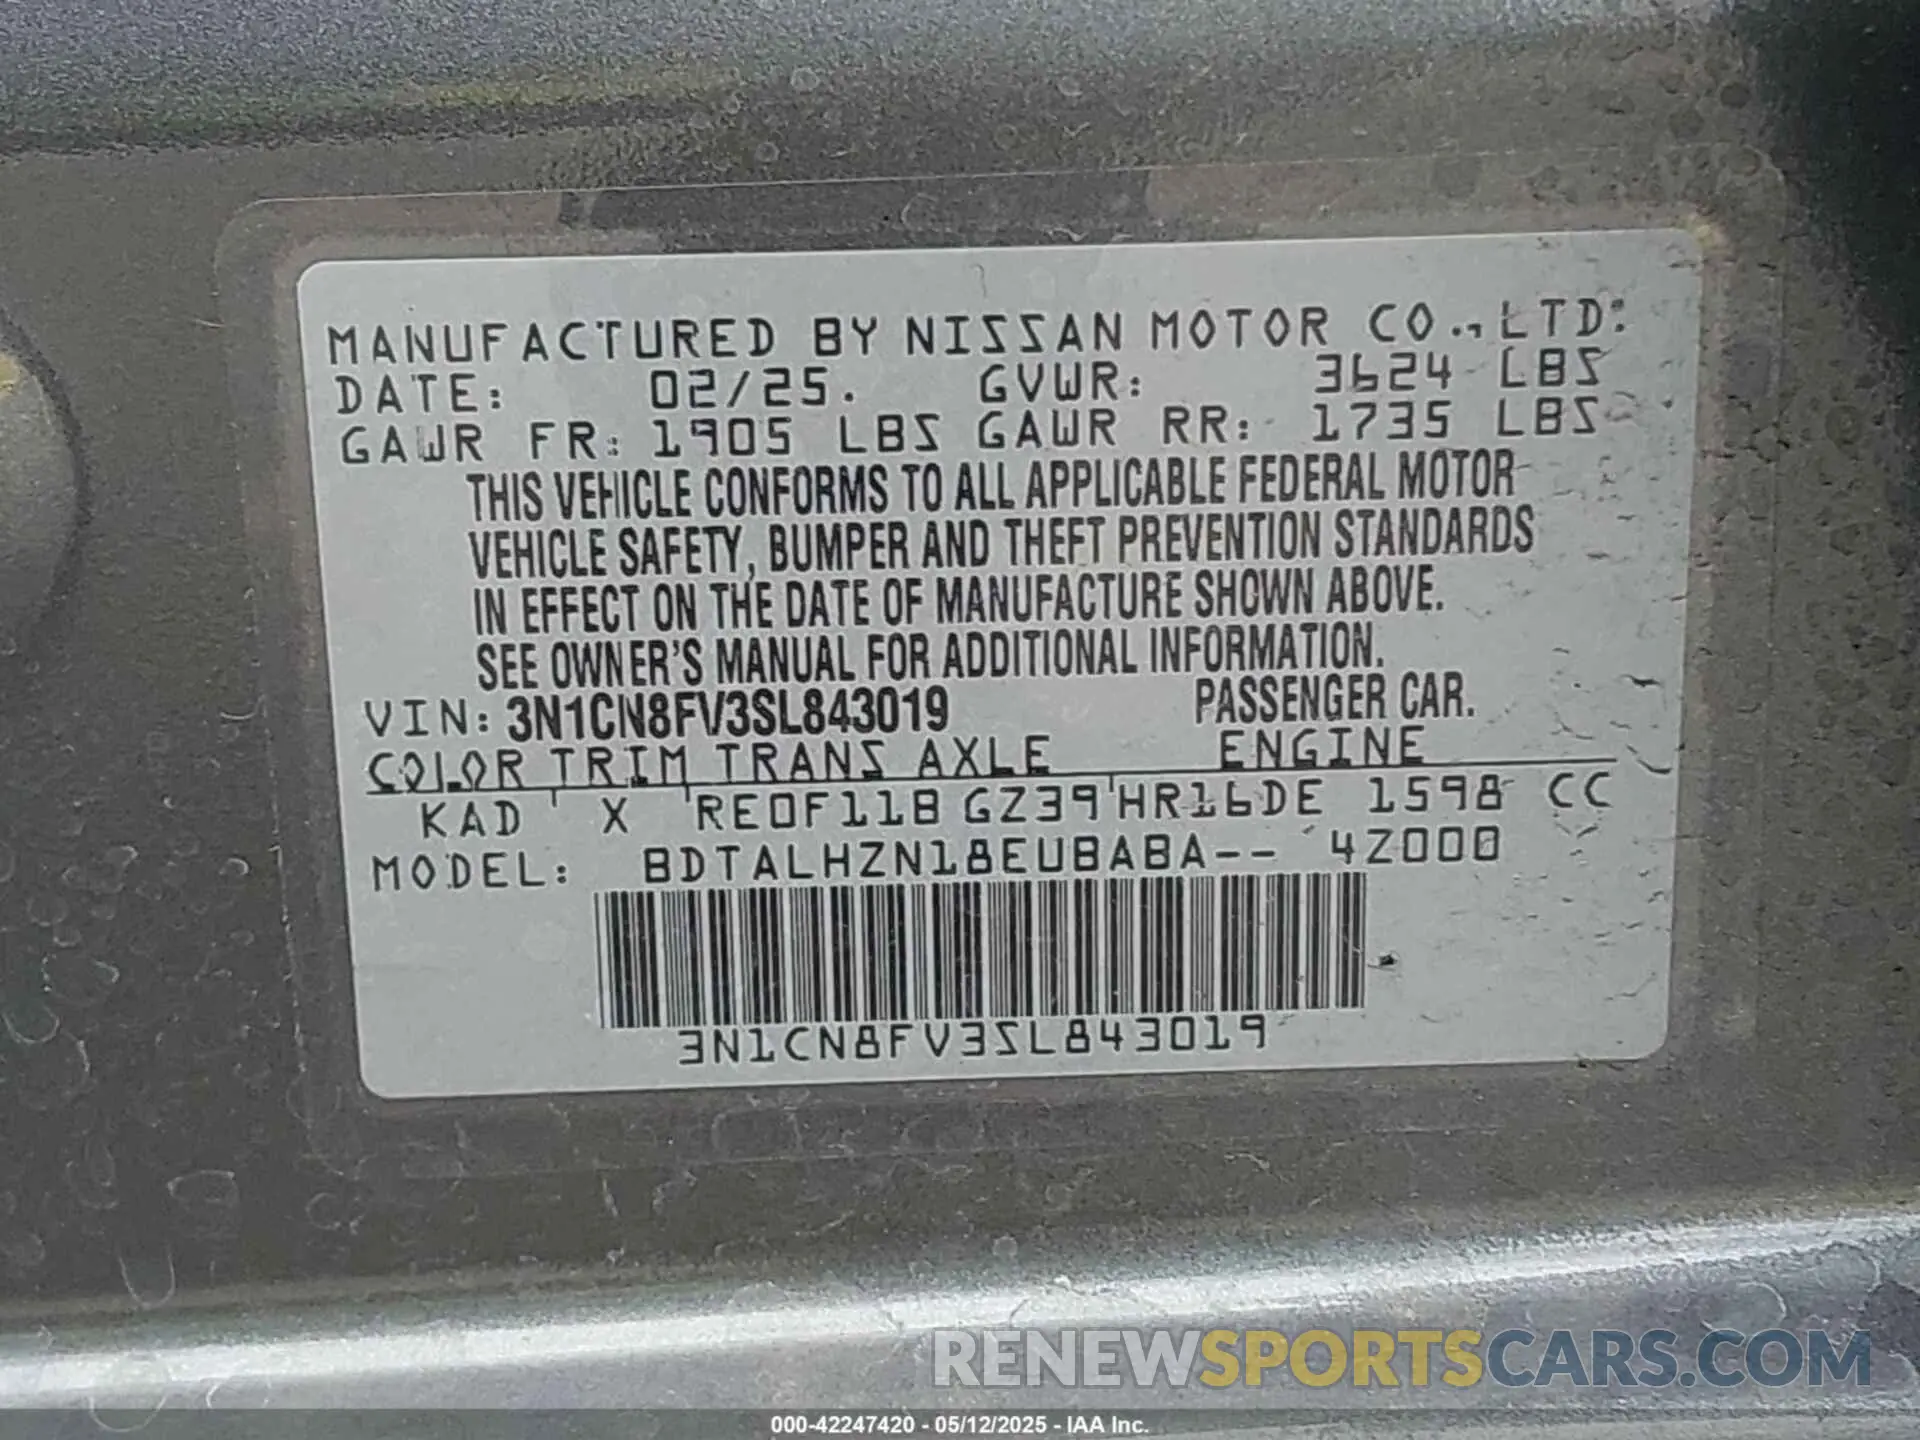 MANUFACTURED BY NISSAN MOTOR CO., LTD.
DATE: 02/25. GVWR: 3624 LBS
GAWR FR: 1905 LBS GAWR RR: 1735 LBS
THIS VEHICLE CONFORMS TO ALL APPLICABLE FEDERAL MOTOR
VEHICLE SAFETY, BUMPER AND THEFT PREVENTION STANDARDS
IN EFFECT ON THE DATE OF MANUFACTURE SHOWN ABOVE.
SEE OWNER'S MANUAL FOR ADDITIONAL INFORMATION.
VIN: 3N1CN8FV3SL843019 PASSENGER CAR.
COLOR TRIM TRANS AXLE ENGINE
KAD X RE0F11B GZ39 HR16DE 1598 CC
MODEL: BDTALHZN18EUBABA-- 4Z000
3N1CN8FV3SL843019
RENEWSPORTSCARS.COM
000-42247420 - 05/12/2025 - IAA Inc.